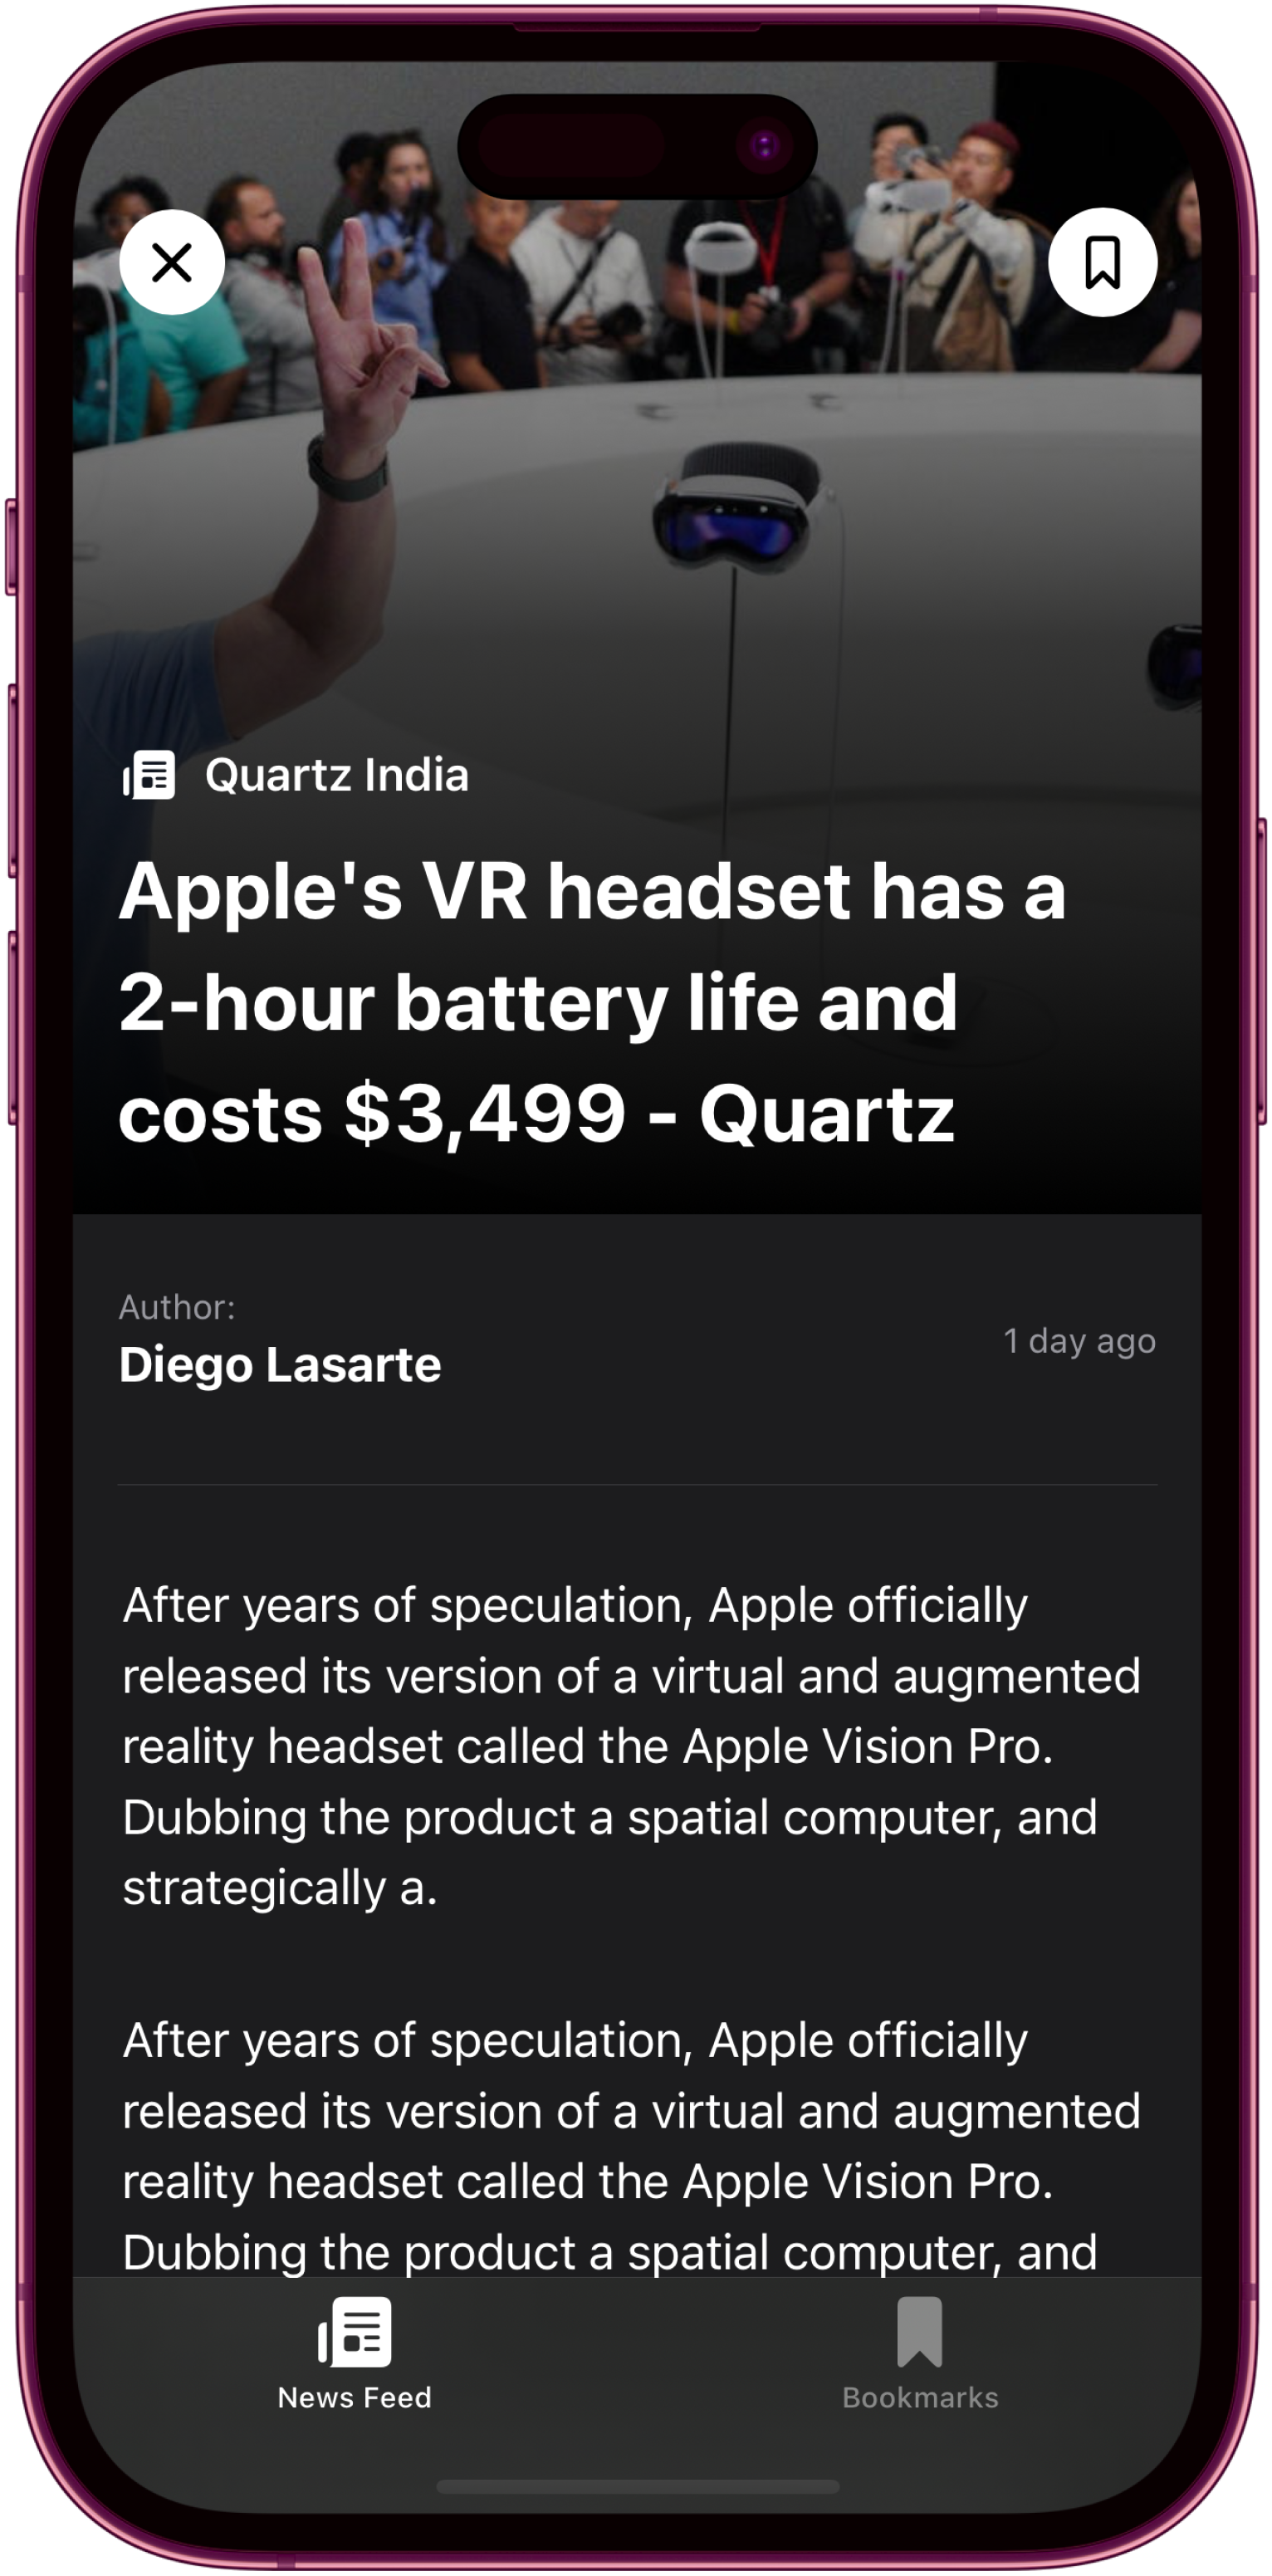 Quartz India
Apple's VR headset has a
2-hour battery life and
costs $3,499 - Quartz
Author:
Diego Lasarte
1 day ago
After years of speculation, Apple officially
released its version of a virtual and augmented
reality headset called the Apple Vision Pro.
Dubbing the product a spatial computer, and
strategically a.
After years of speculation, Apple officially
released its version of a virtual and augmented
reality headset called the Apple Vision Pro.
Dubbing the product a spatial computer, and
News Feed
Bookmarks